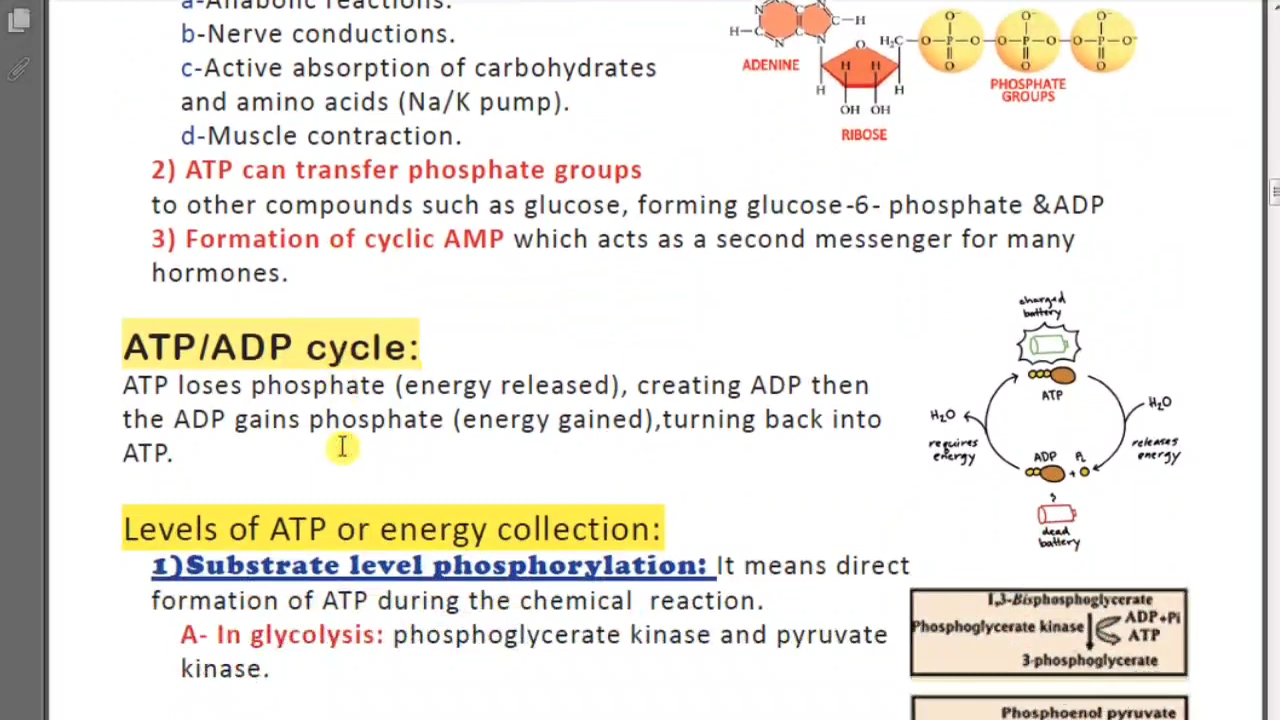 a-Anabolic reactions.
b-Nerve conductions.
c-Active absorption of carbohydrates
and amino acids (Na/K pump).
d-Muscle contraction.
2) ATP can transfer phosphate groups
to other compounds such as glucose, forming glucose-6- phosphate &ADP
3) Formation of cyclic AMP which acts as a second messenger for many
hormones.
N
N
N
N
H
C
H
O
H₂C
O
O⁻
P
O
O
O⁻
P
O
O
O⁻
P
O
O⁻
ADENINE
H
H
H
H
OH OH
RIBOSE
PHOSPHATE
GROUPS
ATP/ADP cycle:
ATP loses phosphate (energy released), creating ADP then
the ADP gains phosphate (energy gained),turning back into
ATP.
charged
battery
ATP
H₂O
H₂O
requires
energy
releases
energy
ADP
+
dead
battery
Levels of ATP or energy collection:
1)Substrate level phosphorylation: It means direct
formation of ATP during the chemical reaction.
A- In glycolysis: phosphoglycerate kinase and pyruvate
kinase.
1,3-Bisphosphoglycerate
Phosphoglycerate kinase
ADP+Pi
ATP
3-phosphoglycerate
Phosphoenol pyruvate